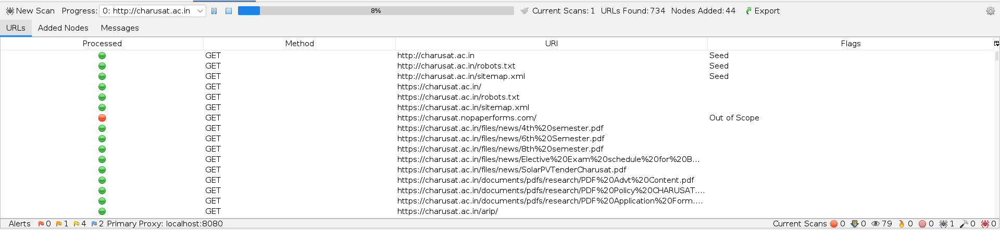 New Scan Progress: 0: http://charusat.ac.in 8% Current Scans: 1 URLs Found: 734 Nodes Added: 44 Export
URLs Added Nodes Messages
Processed Method URI Flags
GET http://charusat.ac.in Seed
GET http://charusat.ac.in/robots.txt Seed
GET http://charusat.ac.in/sitemap.xml Seed
GET https://charusat.ac.in/
GET https://charusat.ac.in/robots.txt
GET https://charusat.ac.in/sitemap.xml
GET https://charusat.nopaperforms.com/ Out of Scope
GET https://charusat.ac.in/files/news/4th%20semester.pdf
GET https://charusat.ac.in/files/news/6th%20Semester.pdf
GET https://charusat.ac.in/files/news/8th%20semester.pdf
GET https://charusat.ac.in/files/news/Elective%20Exam%20schedule%20for%20B...
GET https://charusat.ac.in/files/news/SolarPVTenderCharusat.pdf
GET https://charusat.ac.in/documents/pdfs/research/PDF%20Advt%20Content.pdf
GET https://charusat.ac.in/documents/pdfs/research/PDF%20Policy%20CHARUSAT....
GET https://charusat.ac.in/documents/pdfs/research/PDF%20Application%20Form....
GET https://charusat.ac.in/arip/
Alerts 0 1 4 2 Primary Proxy: localhost:8080 Current Scans 0 0 79 0 0 1 0 0